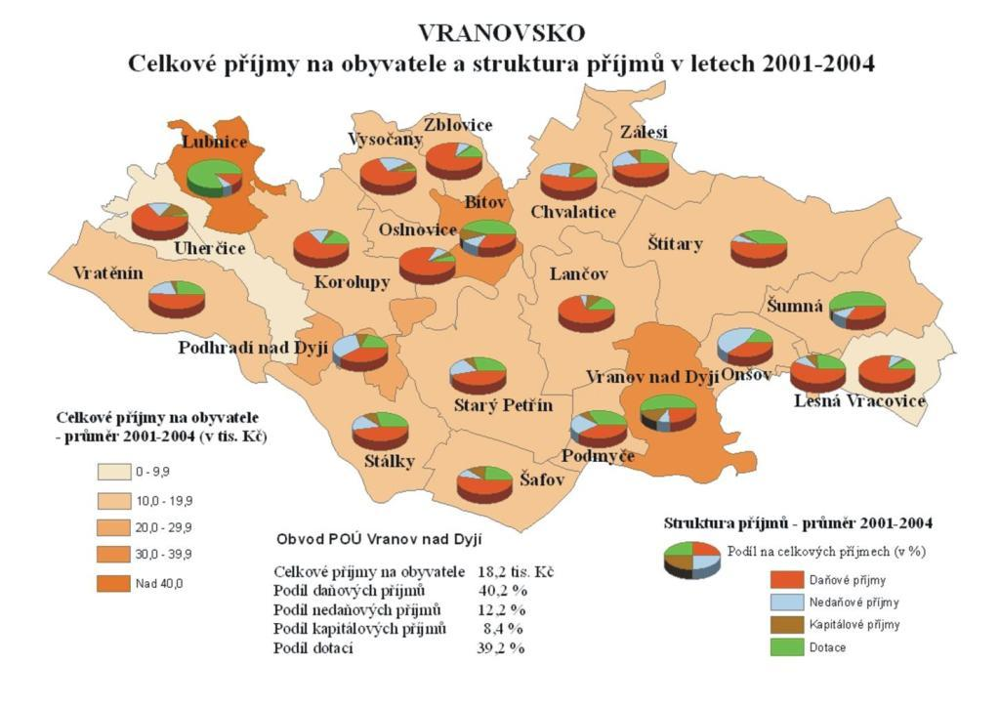 VRANOVSKO
Celkové příjmy na obyvatele a struktura příjmů v letech 2001-2004
Lubnice
Vysočany
Zblovice
Zálesí
Bítov
Chvalatice
Oslnovice
Uherčice
Štítary
Vratěnín
Korolupy
Lančov
Šumná
Podhradí nad Dyjí
Vranov nad Dyjí
Onšov
Starý Petřín
Lesná
Vracovice
Stálky
Podmyče
Šafov
Celkové příjmy na obyvatele
- průměr 2001-2004 (v tis. Kč)
0 - 9,9
10,0 - 19,9
20,0 - 29,9
30,0 - 39,9
Nad 40,0
Obvod POÚ Vranov nad Dyjí
Celkové příjmy na obyvatele 18,2 tis. Kč
Podíl daňových příjmů 40,2 %
Podíl nedaňových příjmů 12,2 %
Podíl kapitálových příjmů 8,4 %
Podíl dotací 39,2 %
Struktura příjmů - průměr 2001-2004
Podíl na celkových příjmech (v %)
Daňové příjmy
Nedaňové příjmy
Kapitálové příjmy
Dotace